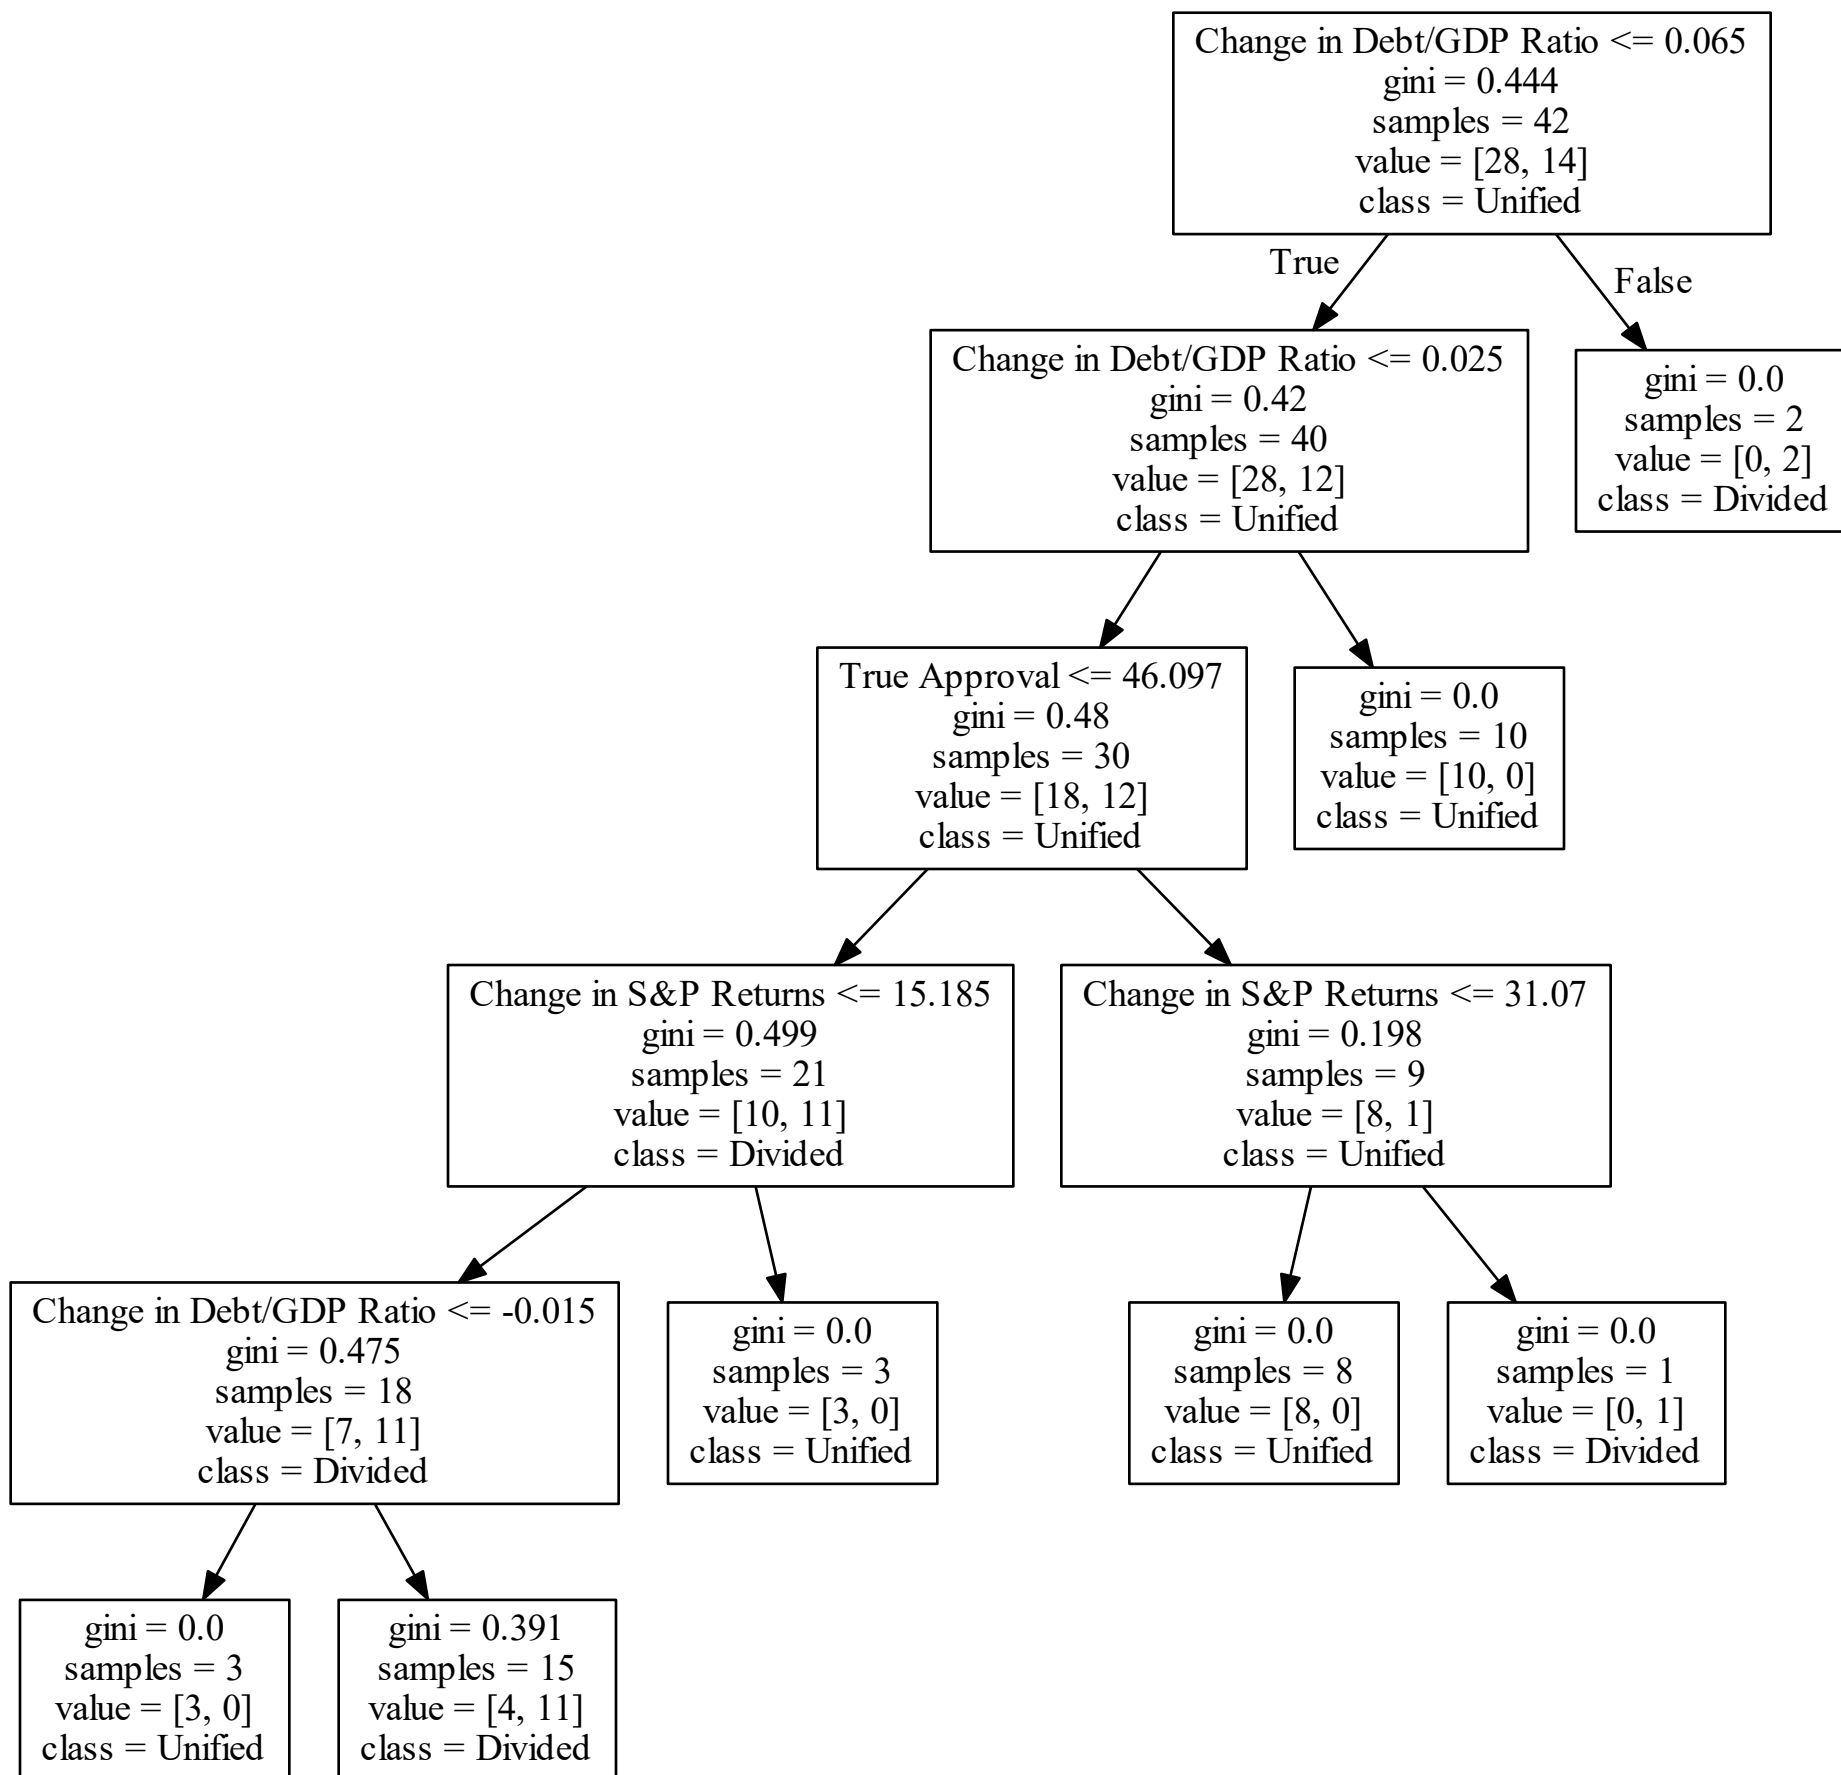 Change in Debt/GDP Ratio <= 0.065
gini = 0.444
samples = 42
value = [28, 14]
class = Unified
True
False
Change in Debt/GDP Ratio <= 0.025
gini = 0.42
samples = 40
value = [28, 12]
class = Unified
gini = 0.0
samples = 2
value = [0, 2]
class = Divided
True Approval <= 46.097
gini = 0.48
samples = 30
value = [18, 12]
class = Unified
gini = 0.0
samples = 10
value = [10, 0]
class = Unified
Change in S&P Returns <= 15.185
gini = 0.499
samples = 21
value = [10, 11]
class = Divided
Change in S&P Returns <= 31.07
gini = 0.198
samples = 9
value = [8, 1]
class = Unified
Change in Debt/GDP Ratio <= -0.015
gini = 0.475
samples = 18
value = [7, 11]
class = Divided
gini = 0.0
samples = 3
value = [3, 0]
class = Unified
gini = 0.0
samples = 8
value = [8, 0]
class = Unified
gini = 0.0
samples = 1
value = [0, 1]
class = Divided
gini = 0.0
samples = 3
value = [3, 0]
class = Unified
gini = 0.391
samples = 15
value = [4, 11]
class = Divided